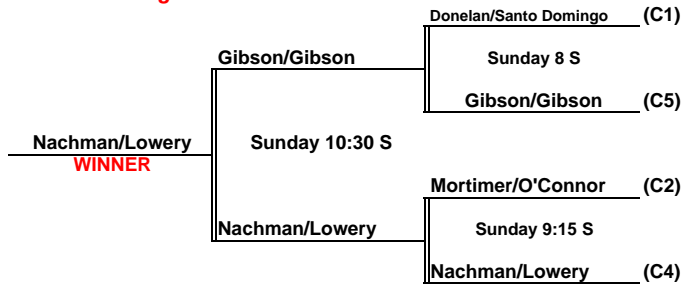 Donelan/Santo Domingo (C1)
Gibson/Gibson Sunday 8 S
Gibson/Gibson (C5)
Nachman/Lowery Sunday 10:30 S
WINNER
Mortimer/O'Connor (C2)
Nachman/Lowery Sunday 9:15 S
Nachman/Lowery (C4)